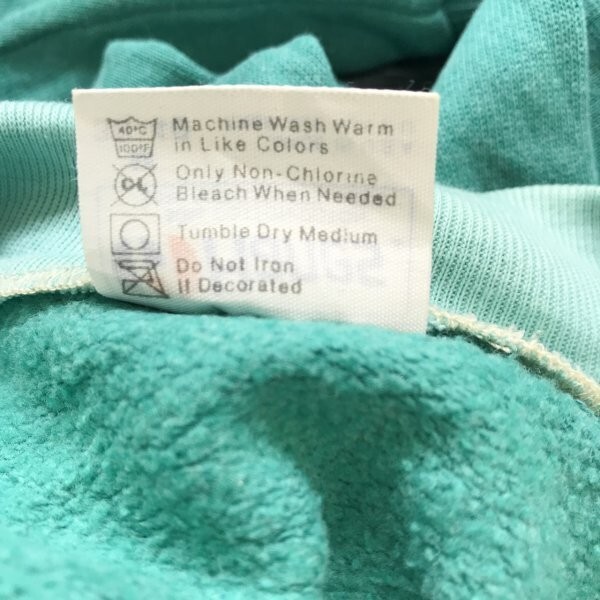 40°C
100°F
Machine Wash Warm
in Like Colors
CL
Only Non-Chlorine
Bleach When Needed
Tumble Dry Medium
Do Not Iron
If Decorated